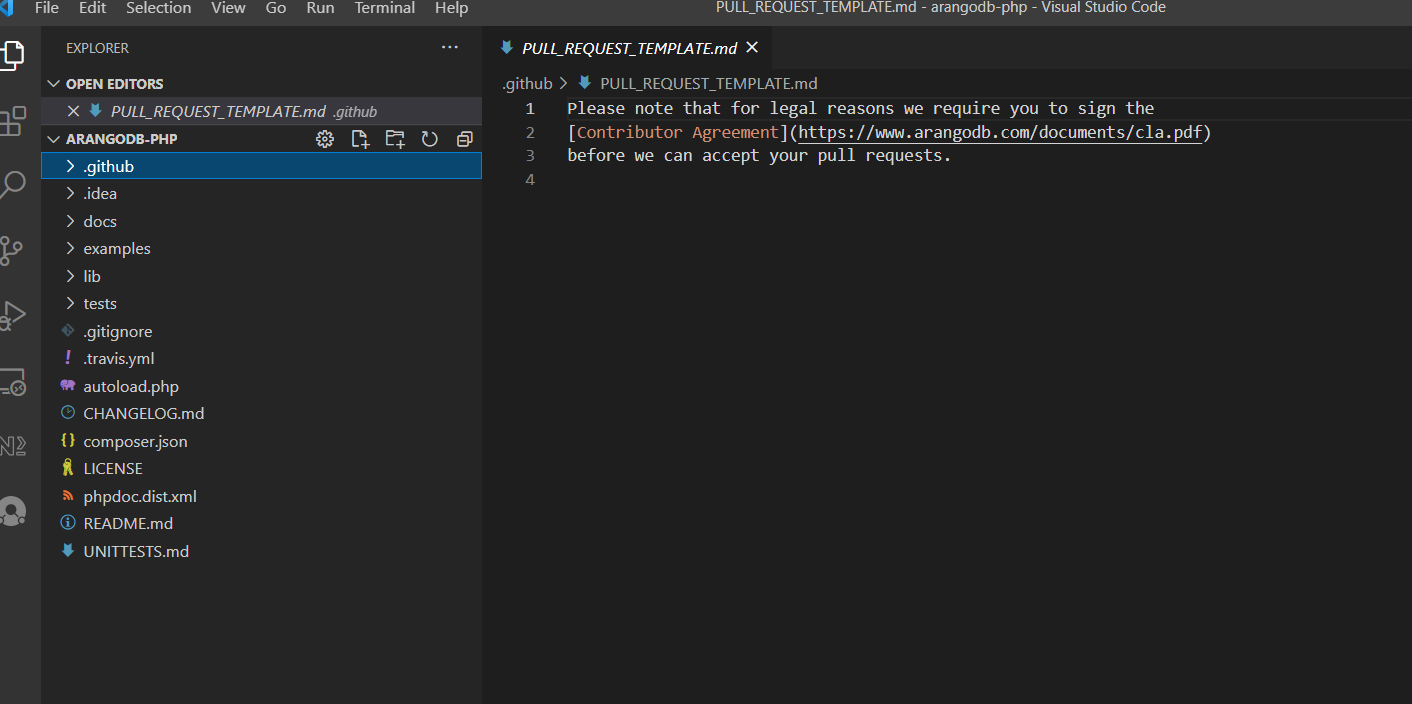 File Edit Selection View Go Run Terminal Help
PULL_REQUEST_TEMPLATE.md - arangodb-php - Visual Studio Code
EXPLORER
OPEN EDITORS
PULL_REQUEST_TEMPLATE.md .github
ARANGODB-PHP
.github
.idea
docs
examples
lib
tests
.gitignore
.travis.yml
autoload.php
CHANGELOG.md
composer.json
LICENSE
phpdoc.dist.xml
README.md
UNITTESTS.md
PULL_REQUEST_TEMPLATE.md
.github > PULL_REQUEST_TEMPLATE.md
1 Please note that for legal reasons we require you to sign the
2 [Contributor Agreement](https://www.arangodb.com/documents/cla.pdf)
3 before we can accept your pull requests.
4